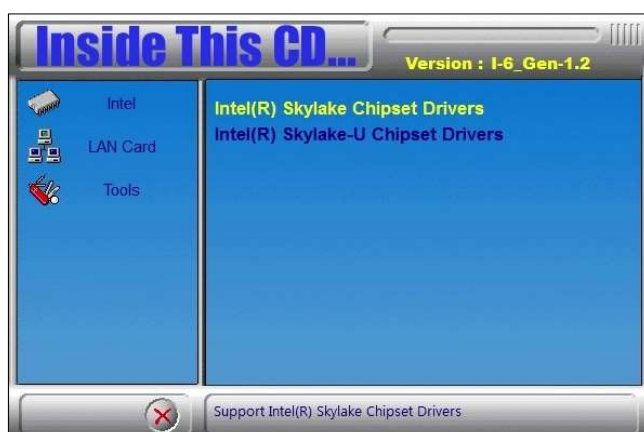 Inside This CD...
Version : I-6_Gen-1.2
Intel
LAN Card
Tools
Intel(R) Skylake Chipset Drivers
Intel(R) Skylake-U Chipset Drivers
Support Intel(R) Skylake Chipset Drivers